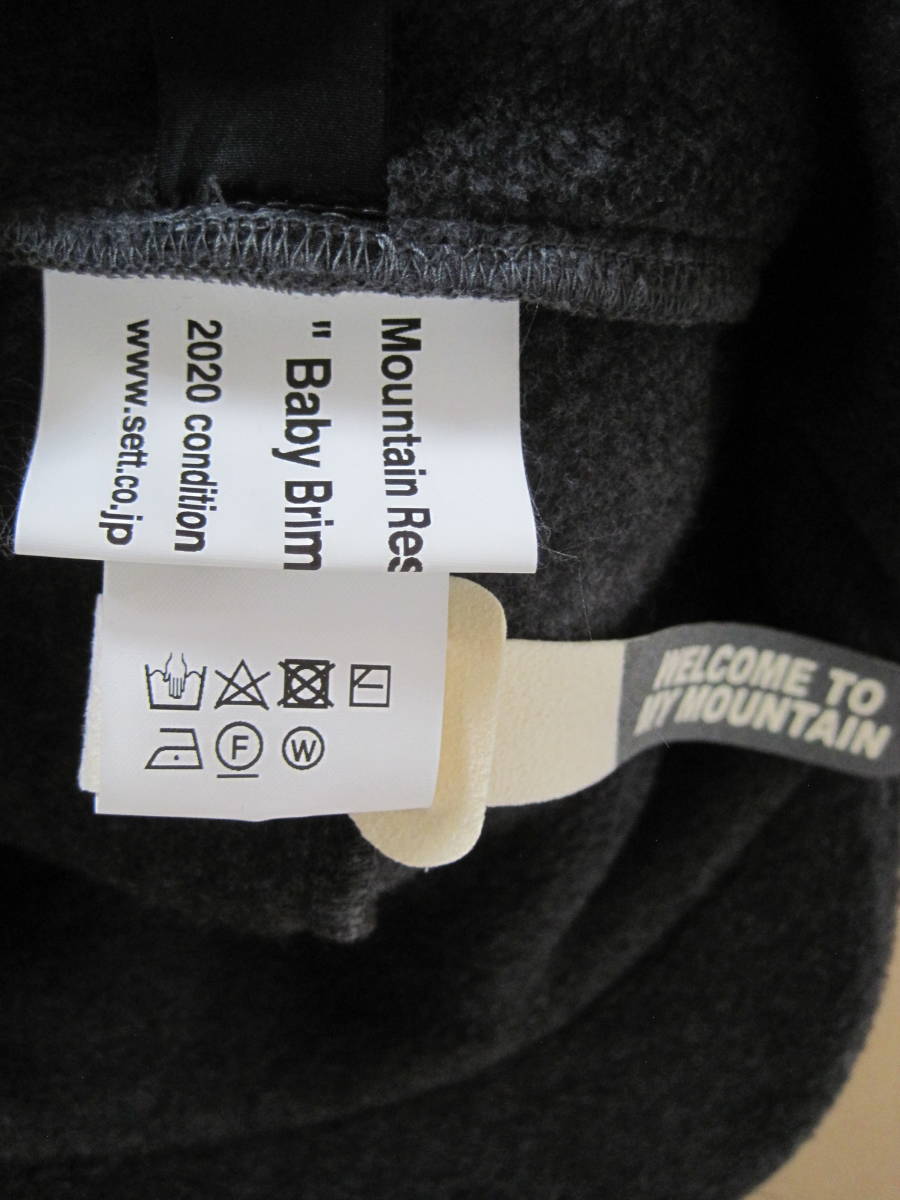 Mountain Res
" Baby Brim
2020 condition
www.sett.co.jp
F
W
WELCOME TO
MY MOUNTAIN